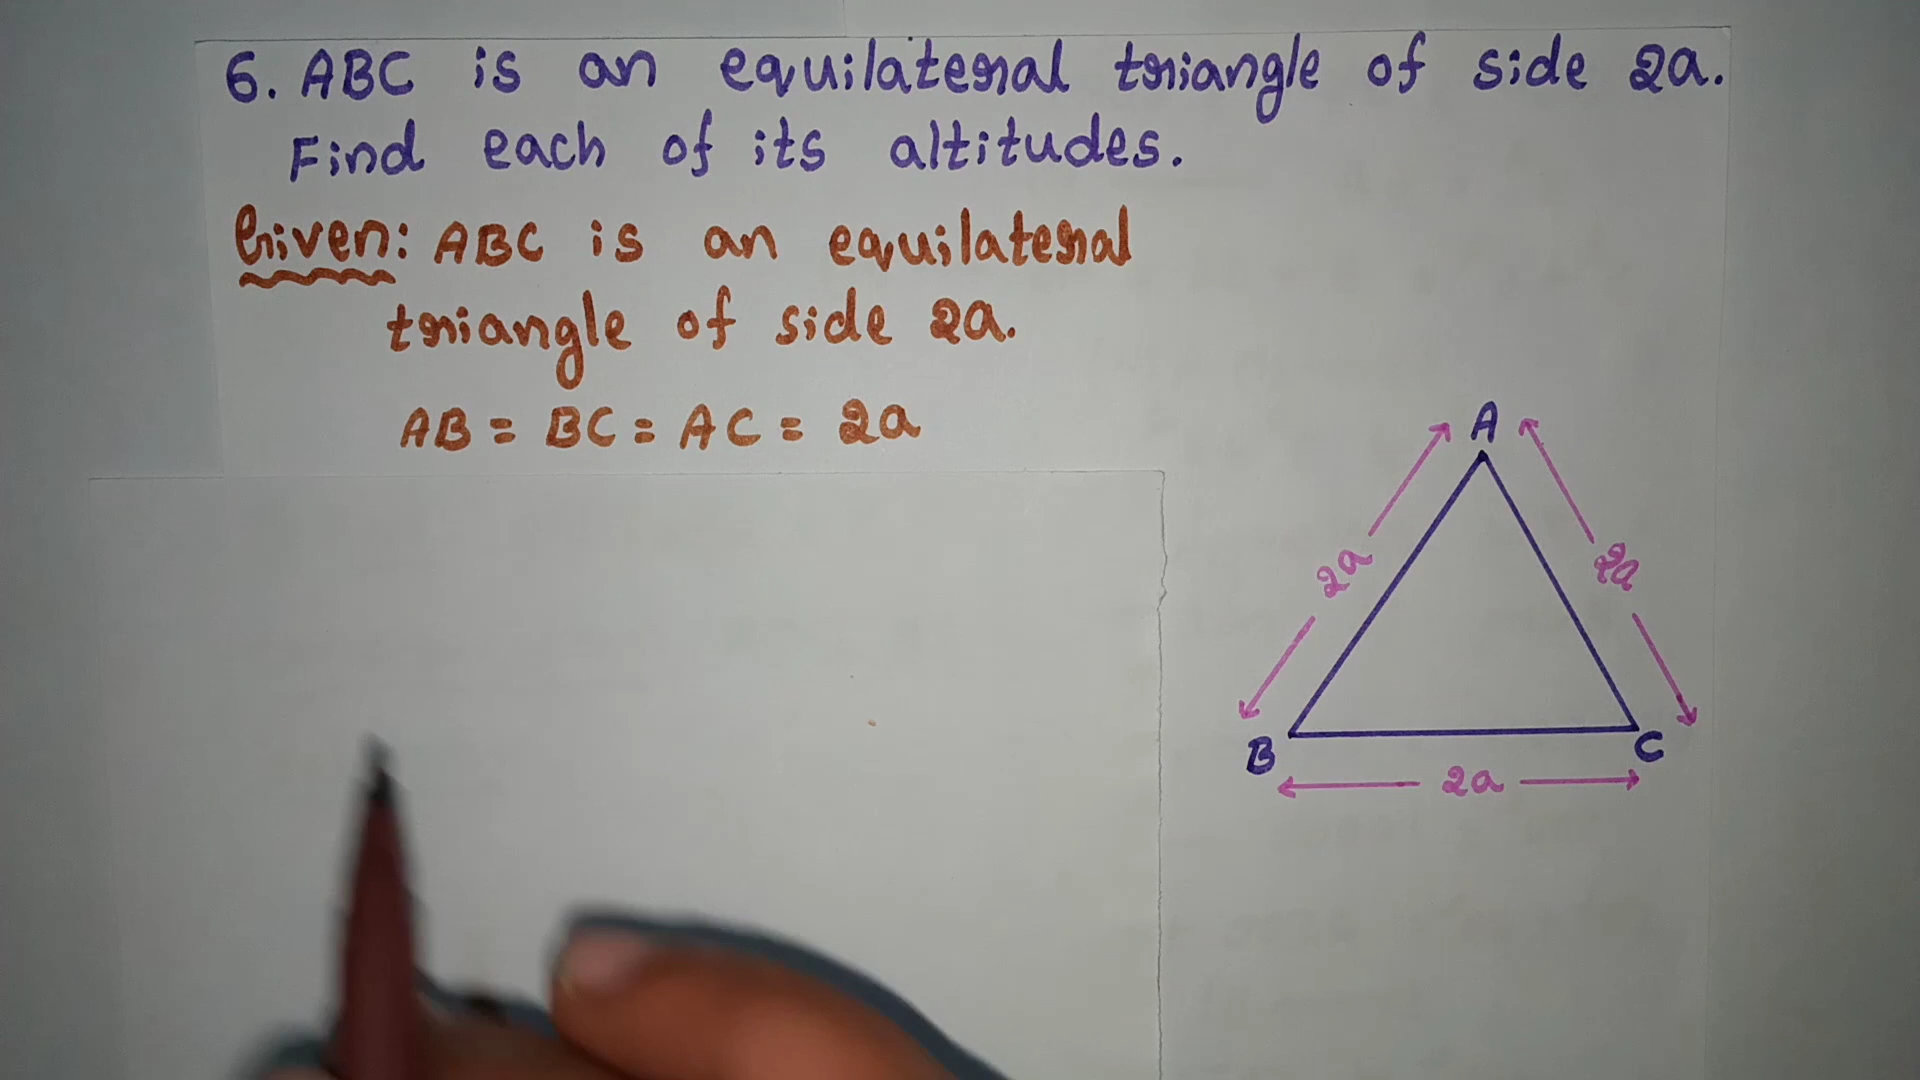 6. ABC is an equilateral triangle of side 2a.
Find each of its altitudes.
Given: ABC is an equilateral
triangle of side 2a.
AB = BC = AC = 2a
A
2a
2a
B
C
2a